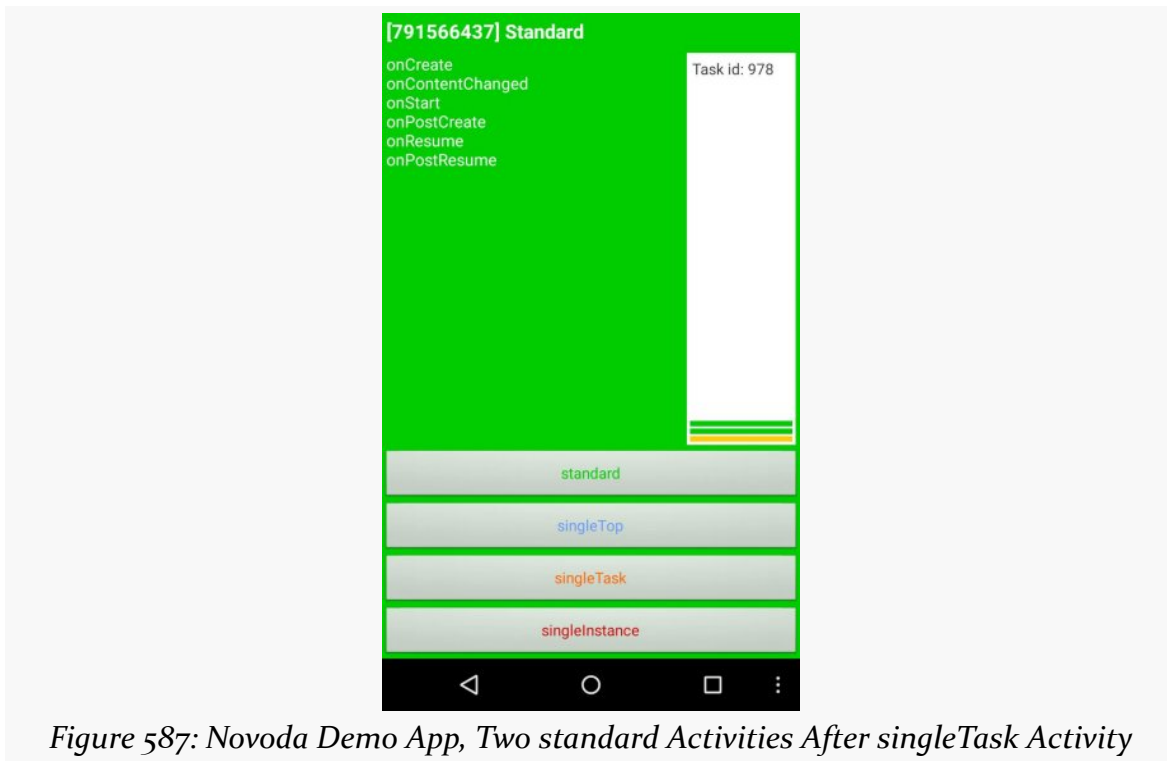 [791566437] Standard
onCreate
onContentChanged
onStart
onPostCreate
onResume
onPostResume
Task id: 978
standard
singleTop
singleTask
singleInstance
Figure 587: Novoda Demo App, Two standard Activities After singleTask Activity